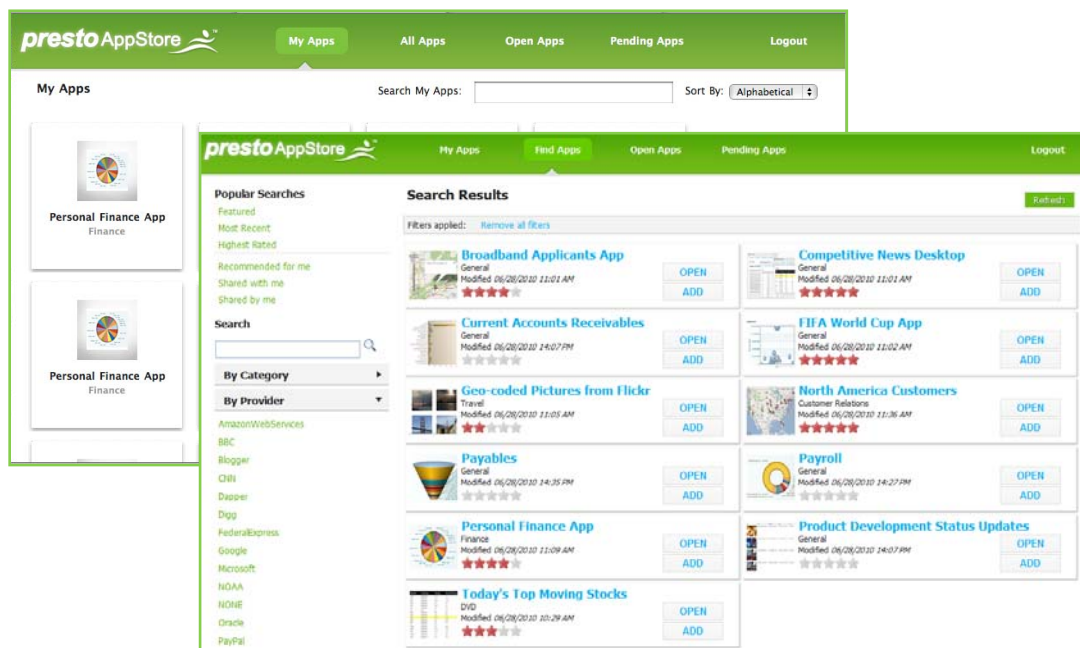 presto AppStore
My Apps
All Apps
Open Apps
Pending Apps
Logout
My Apps
Search My Apps:
Sort By:
Alphabetical
Personal Finance App
Finance
Personal Finance App
Finance
presto AppStore
My Apps
Find Apps
Open Apps
Pending Apps
Logout
Popular Searches
Featured
Most Recent
Highest Rated
Recommended for me
Shared with me
Shared by me
Search
By Category
By Provider
AmazonWebServices
BBC
Blogger
CNN
Dapper
Digg
FederalExpress
Google
Microsoft
NOAA
NONE
Oracle
PayPal
Search Results
Refresh
Filters applied: Remove all filters
Broadband Applicants App
General
Modified 06/28/2010 11:01 AM
OPEN
ADD
Competitive News Desktop
General
Modified 06/28/2010 11:01 AM
OPEN
ADD
Current Accounts Receivables
General
Modified 06/28/2010 14:07 PM
OPEN
ADD
FIFA World Cup App
General
Modified 06/28/2010 11:02 AM
OPEN
ADD
Geo-coded Pictures from Flickr
Travel
Modified 06/28/2010 11:05 AM
OPEN
ADD
North America Customers
Customer Relations
Modified 06/28/2010 11:36 AM
OPEN
ADD
Payables
General
Modified 06/28/2010 14:35 PM
OPEN
ADD
Payroll
General
Modified 06/28/2010 14:27 PM
OPEN
ADD
Personal Finance App
Finance
Modified 06/28/2010 11:09 AM
OPEN
ADD
Product Development Status Updates
General
Modified 06/28/2010 14:07 PM
OPEN
ADD
Today's Top Moving Stocks
DVD
Modified 06/28/2010 10:29 AM
OPEN
ADD